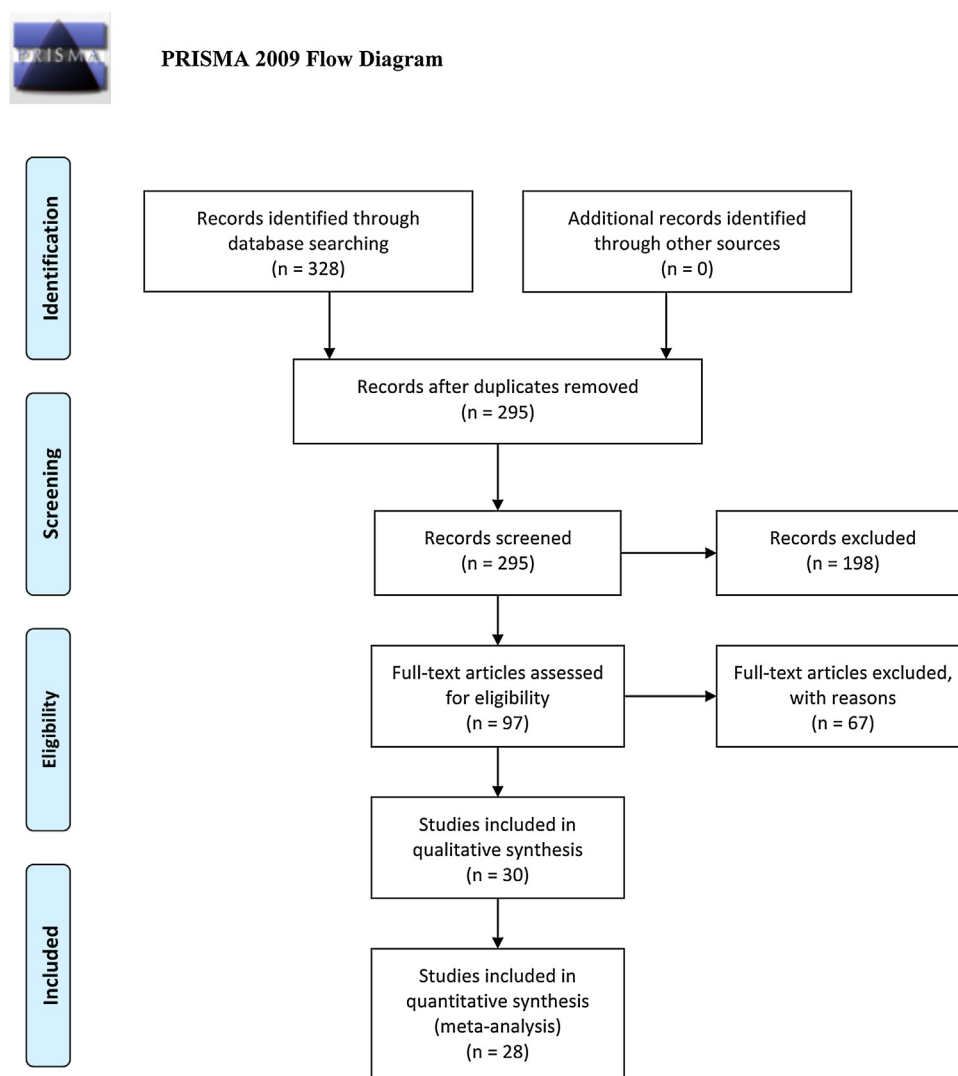 PRISMA
PRISMA 2009 Flow Diagram
Identification
Records identified through
database searching
(n = 328)
Additional records identified
through other sources
(n = 0)
Records after duplicates removed
(n = 295)
Screening
Records screened
(n = 295)
Records excluded
(n = 198)
Eligibility
Full-text articles assessed
for eligibility
(n = 97)
Full-text articles excluded,
with reasons
(n = 67)
Studies included in
qualitative synthesis
(n = 30)
Included
Studies included in
quantitative synthesis
(meta-analysis)
(n = 28)